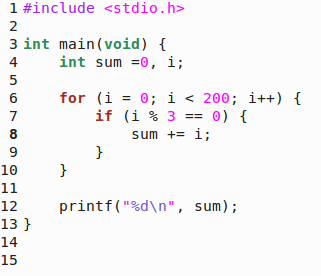 1 #include <stdio.h>
2
3 int main(void) {
4     int sum =0, i;
5
6     for (i = 0; i < 200; i++) {
7         if (i % 3 == 0) {
8             sum += i;
9         }
10     }
11
12     printf("%d\n", sum);
13 }
14
15